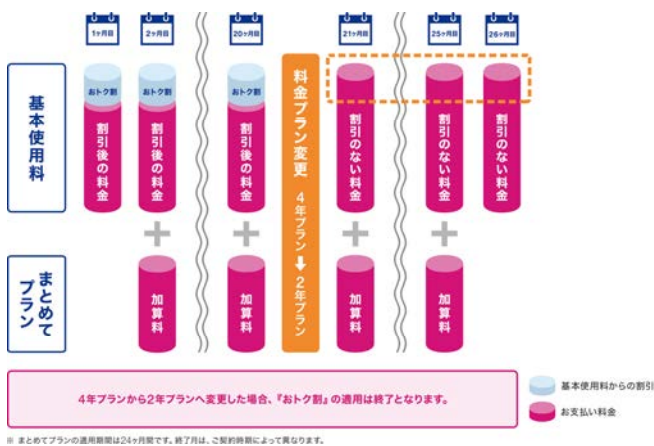 1ヶ月目
2ヶ月目
20ヶ月目
21ヶ月目
25ヶ月目
26ヶ月目
基本使用料
おトク割
割引後の料金
おトク割
割引後の料金
おトク割
割引後の料金
料金プラン変更 4年プラン➡2年プラン
割引のない料金
割引のない料金
割引のない料金
+
+
+
+
まとめて
プラン
加算料
加算料
加算料
加算料
4年プランから2年プランへ変更した場合、『おトク割』の適用は終了となります。
基本使用料からの割引
お支払い料金
※ まとめてプランの適用期間は24ヶ月間です。終了月は、ご契約時期によって異なります。